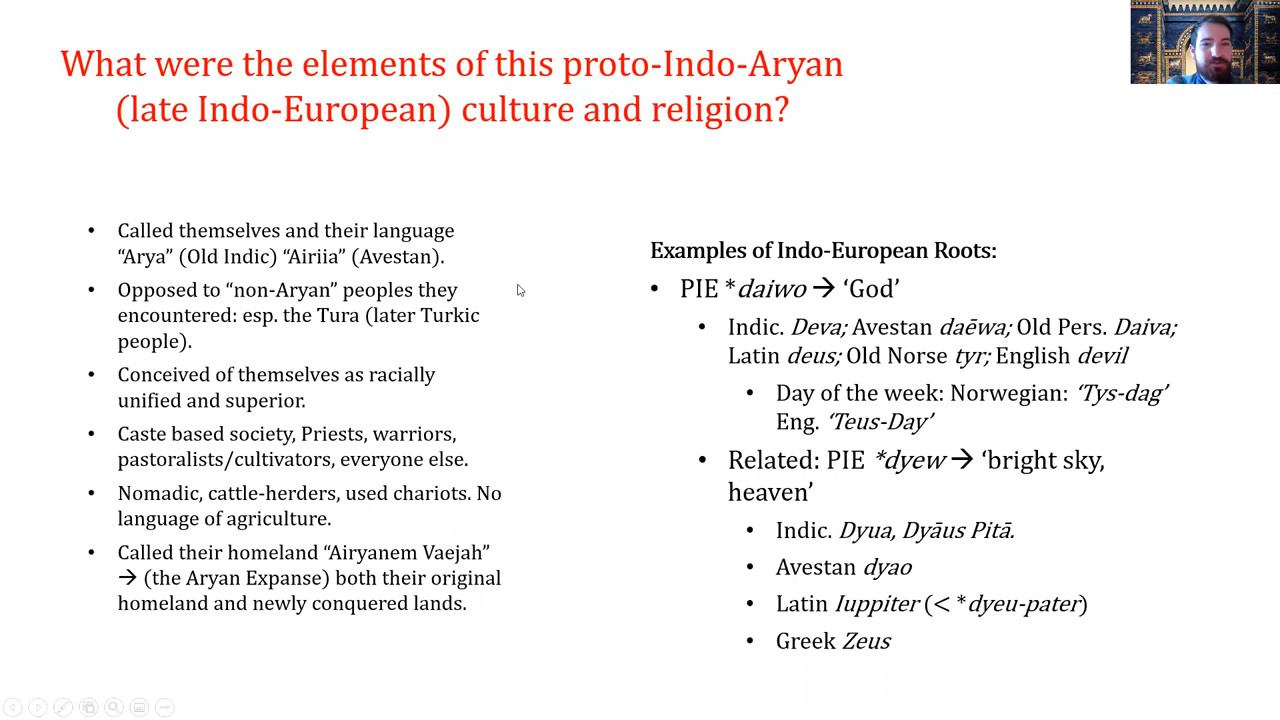 What were the elements of this proto-Indo-Aryan
(late Indo-European) culture and religion?
• Called themselves and their language
“Arya” (Old Indic) “Airiia” (Avestan).
• Opposed to “non-Aryan” peoples they
encountered: esp. the Tura (later Turkic
people).
• Conceived of themselves as racially
unified and superior.
• Caste based society, Priests, warriors,
pastoralists/cultivators, everyone else.
• Nomadic, cattle-herders, used chariots. No
language of agriculture.
• Called their homeland “Airyanem Vaejah”
→ (the Aryan Expanse) both their original
homeland and newly conquered lands.
Examples of Indo-European Roots:
• PIE *daiwo → ‘God’
• Indic. Deva; Avestan daēwa; Old Pers. Daiva;
Latin deus; Old Norse tyr; English devil
• Day of the week: Norwegian: ‘Tys-dag’
Eng. ‘Teus-Day’
• Related: PIE *dyew → ‘bright sky,
heaven’
• Indic. Dyua, Dyāus Pitā.
• Avestan dyao
• Latin Iuppiter (< *dyeu-pater)
• Greek Zeus